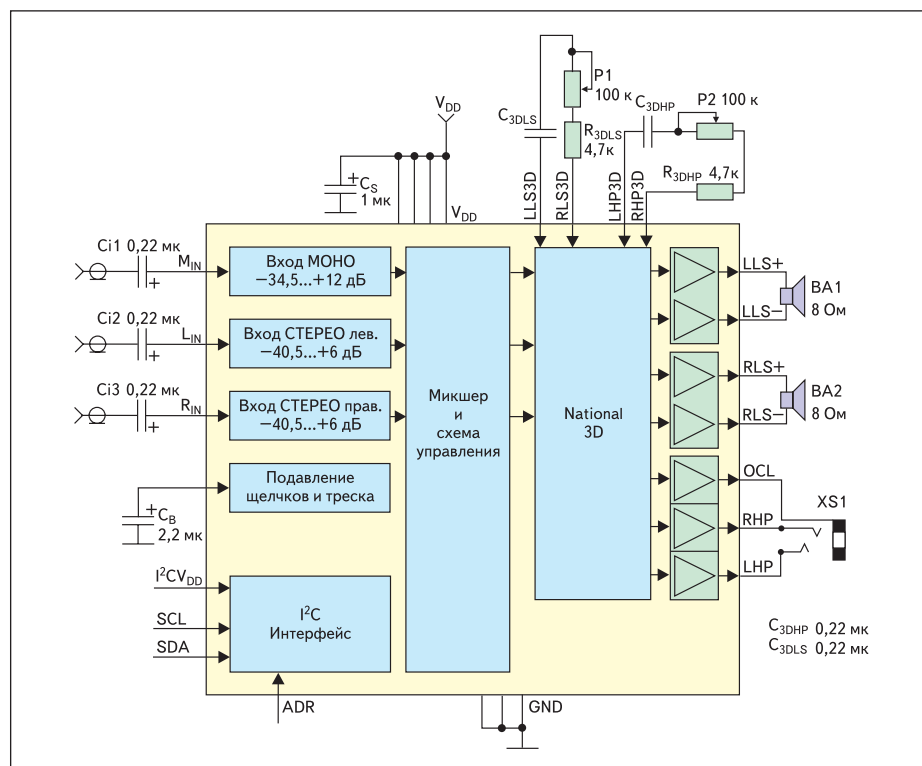 P1
100 к
C3DLS
R3DLS
4,7к
C3DHP
P2 100 к
R3DHP 4,7к
VDD
+
CS
1 мк
VDD
LLS3D
RLS3D
LHP3D
RHP3D
Ci1 0,22 мк
+
MIN
Вход МОНО
−34,5...+12 дБ
Ci2 0,22 мк
+
LIN
Вход СТЕРЕО лев.
−40,5...+6 дБ
Ci3 0,22 мк
+
RIN
Вход СТЕРЕО прав.
−40,5...+6 дБ
Подавление
щелчков и треска
+
CB
2,2 мк
I²CVDD
SCL
SDA
I²C
Интерфейс
ADR
Микшер
и
схема
управления
National
3D
LLS+
LLS−
BA1
8 Ом
RLS+
RLS−
BA2
8 Ом
OCL
RHP
LHP
XS1
C3DHP 0,22 мк
C3DLS 0,22 мк
GND